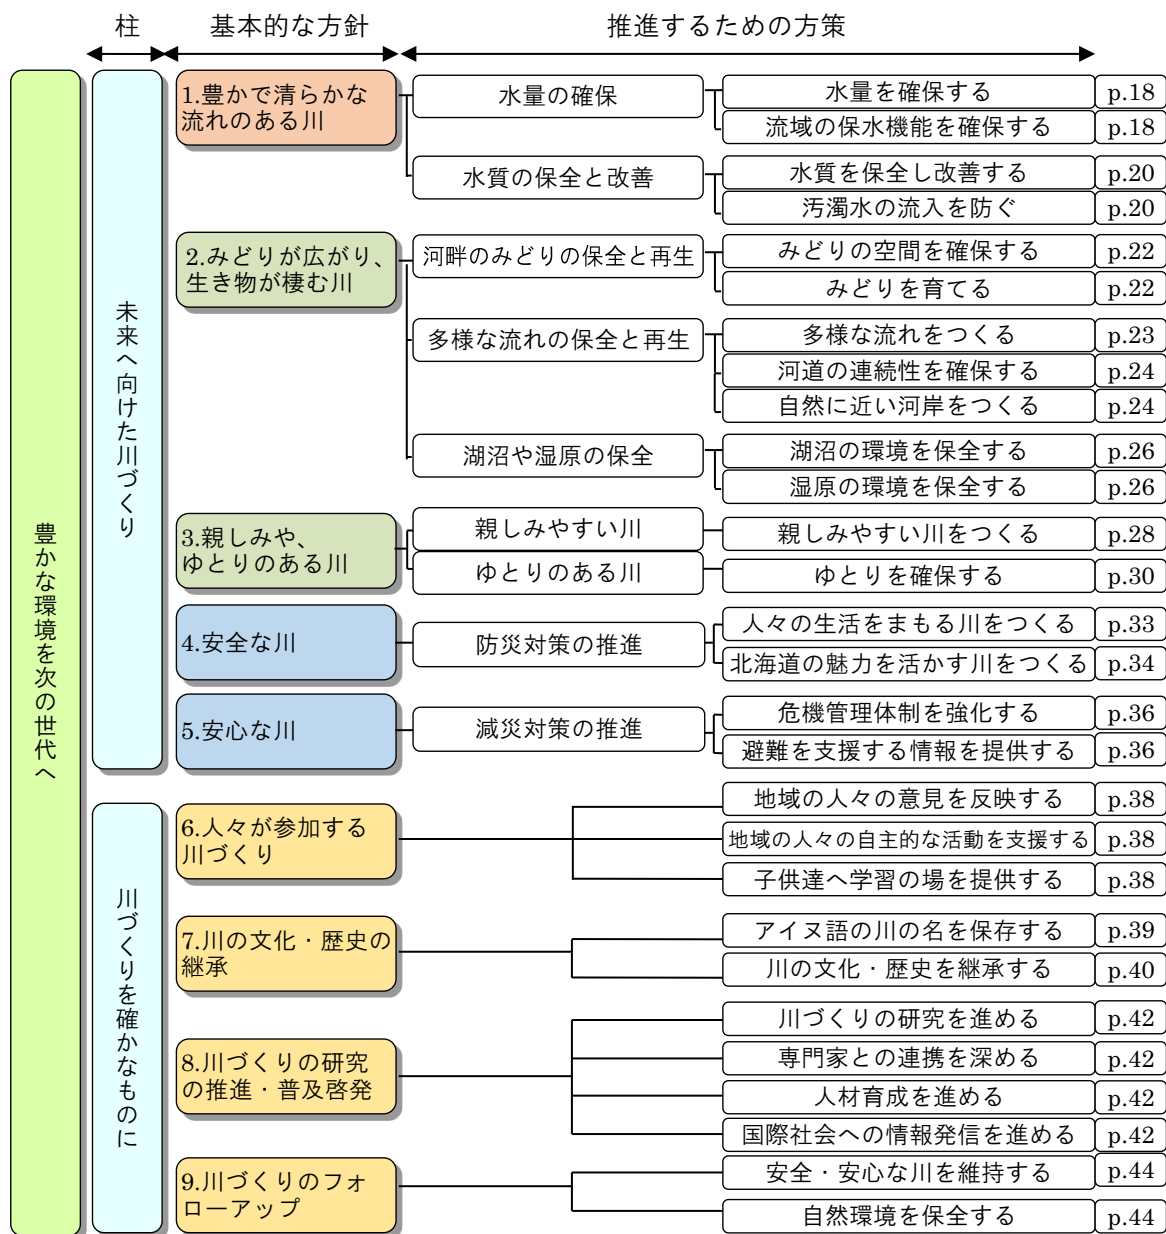 柱
基本的な方針
推進するための方策
豊かな環境を次の世代へ
未来へ向けた川づくり
1.豊かで清らかな
流れのある川
水量の確保
水量を確保する
p.18
流域の保水機能を確保する
p.18
水質の保全と改善
水質を保全し改善する
p.20
汚濁水の流入を防ぐ
p.20
2.みどりが広がり、
生き物が棲む川
河畔のみどりの保全と再生
みどりの空間を確保する
p.22
みどりを育てる
p.22
多様な流れの保全と再生
多様な流れをつくる
p.23
河道の連続性を確保する
p.24
自然に近い河岸をつくる
p.24
湖沼や湿原の保全
湖沼の環境を保全する
p.26
湿原の環境を保全する
p.26
3.親しみや、
ゆとりのある川
親しみやすい川
親しみやすい川をつくる
p.28
ゆとりのある川
ゆとりを確保する
p.30
4.安全な川
防災対策の推進
人々の生活をまもる川をつくる
p.33
北海道の魅力を活かす川をつくる
p.34
5.安心な川
減災対策の推進
危機管理体制を強化する
p.36
避難を支援する情報を提供する
p.36
川づくりを確かなものに
6.人々が参加する
川づくり
地域の人々の意見を反映する
p.38
地域の人々の自主的な活動を支援する
p.38
子供達へ学習の場を提供する
p.38
7.川の文化・歴史の
継承
アイヌ語の川の名を保存する
p.39
川の文化・歴史を継承する
p.40
8.川づくりの研究
の推進・普及啓発
川づくりの研究を進める
p.42
専門家との連携を深める
p.42
人材育成を進める
p.42
国際社会への情報発信を進める
p.42
9.川づくりのフォ
ローアップ
安全・安心な川を維持する
p.44
自然環境を保全する
p.44